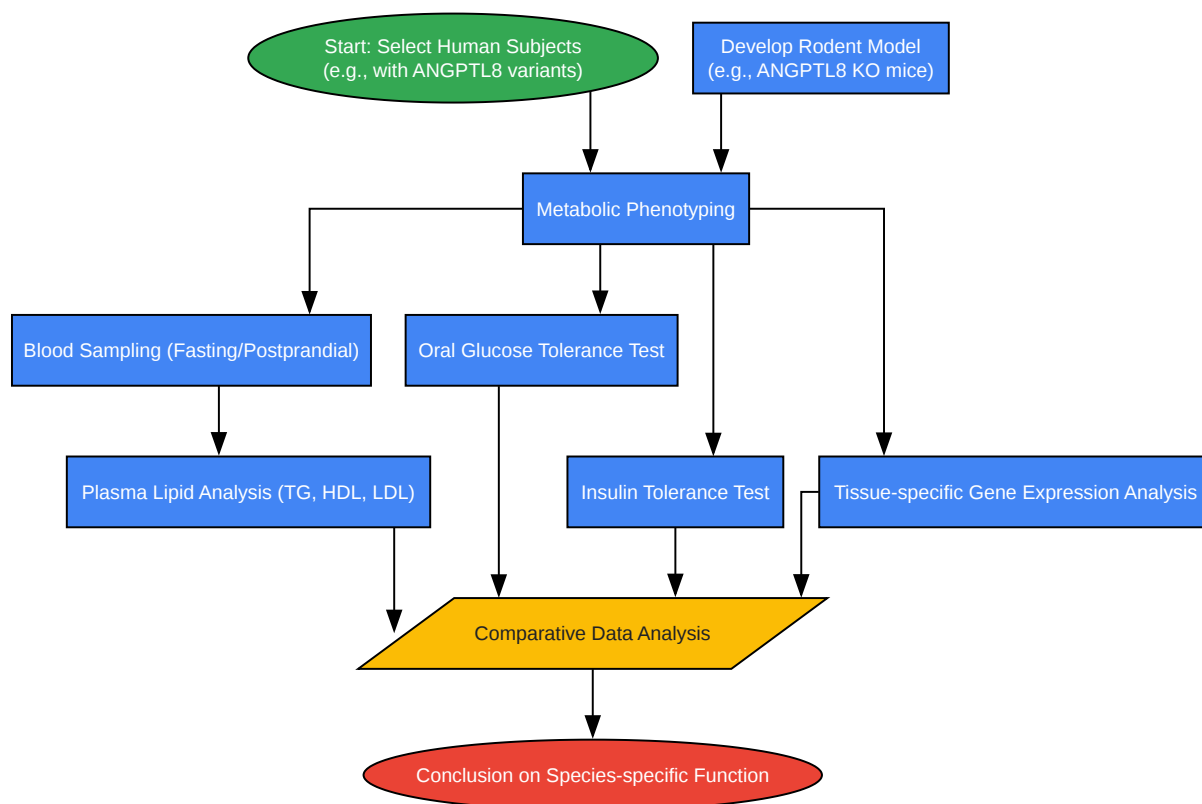 Start: Select Human Subjects
(e.g., with ANGPTL8 variants)
Develop Rodent Model
(e.g., ANGPTL8 KO mice)
Metabolic Phenotyping
Blood Sampling (Fasting/Postprandial)
Oral Glucose Tolerance Test
Plasma Lipid Analysis (TG, HDL, LDL)
Insulin Tolerance Test
Tissue-specific Gene Expression Analysis
Comparative Data Analysis
Conclusion on Species-specific Function